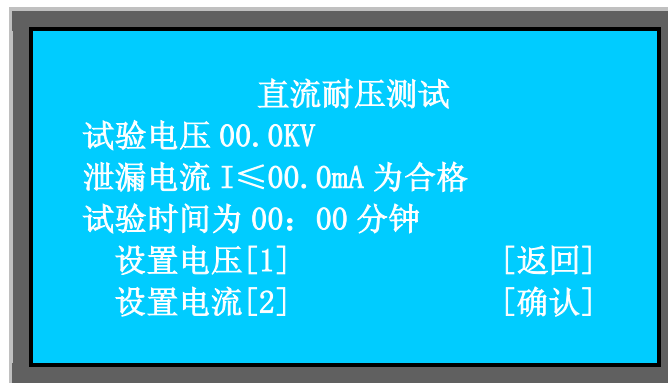 直流耐压测试
试验电压 00.0KV
泄漏电流 I≤00.0mA 为合格
试验时间为 00：00 分钟
设置电压[1] [返回]
设置电流[2] [确认]